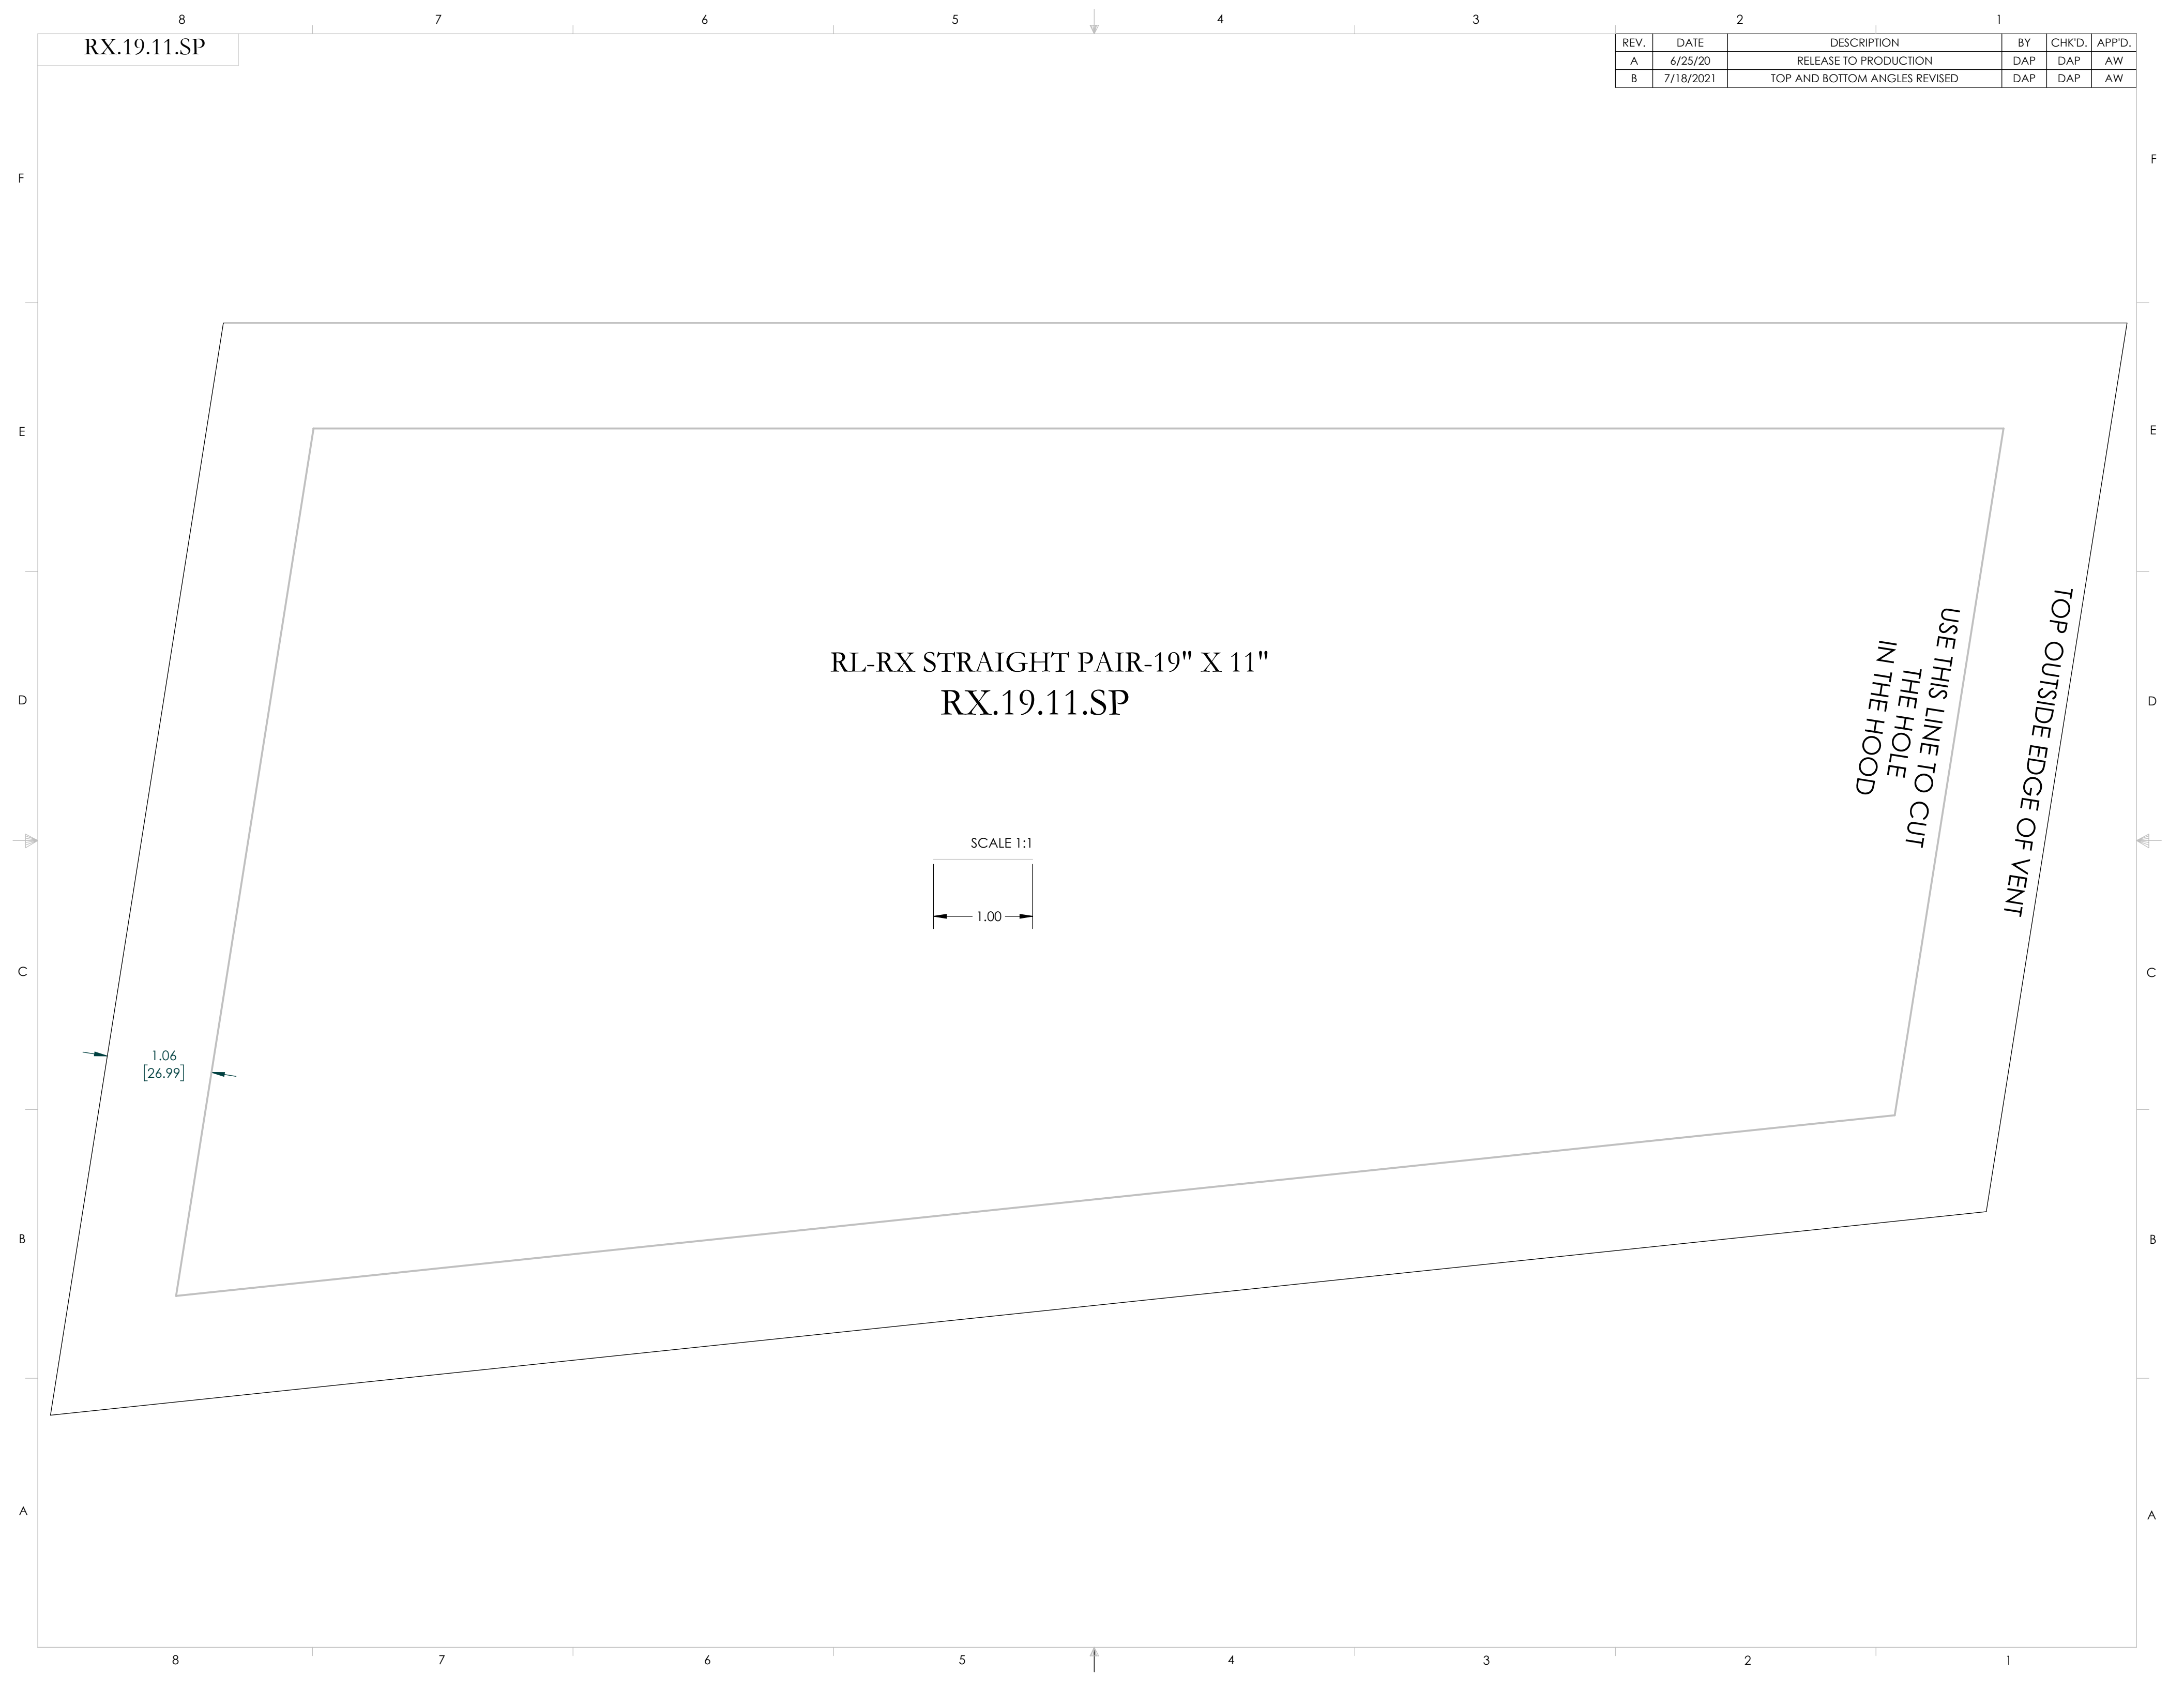 8 7 6 5 4 3 2 1
RX.19.11.SP
REV. DATE DESCRIPTION BY CHK'D. APP'D.
A 6/25/20 RELEASE TO PRODUCTION DAP DAP AW
B 7/18/2021 TOP AND BOTTOM ANGLES REVISED DAP DAP AW
F F
E E
TOP OUTSIDE EDGE OF VENT
USE THIS LINE TO CUT
THE HOLE
IN THE HOOD
RL-RX STRAIGHT PAIR-19" X 11"
RX.19.11.SP
D D
SCALE 1:1
1.00
C C
1.06
[26.99]
B B
A A
8 7 6 5 4 3 2 1